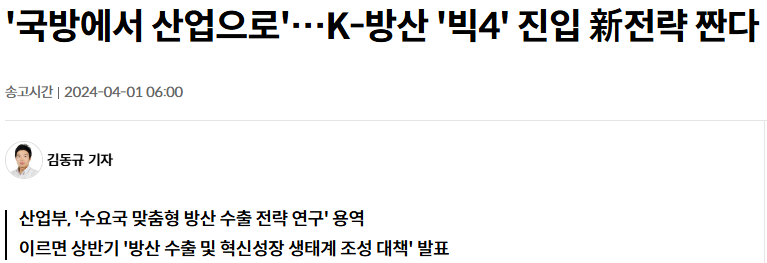 '국방에서 산업으로'…K-방산 '빅4' 진입 新전략 짠다
송고시간 | 2024-04-01 06:00
김동규 기자
산업부, '수요국 맞춤형 방산 수출 전략 연구' 용역
이르면 상반기 '방산 수출 및 혁신성장 생태계 조성 대책' 발표